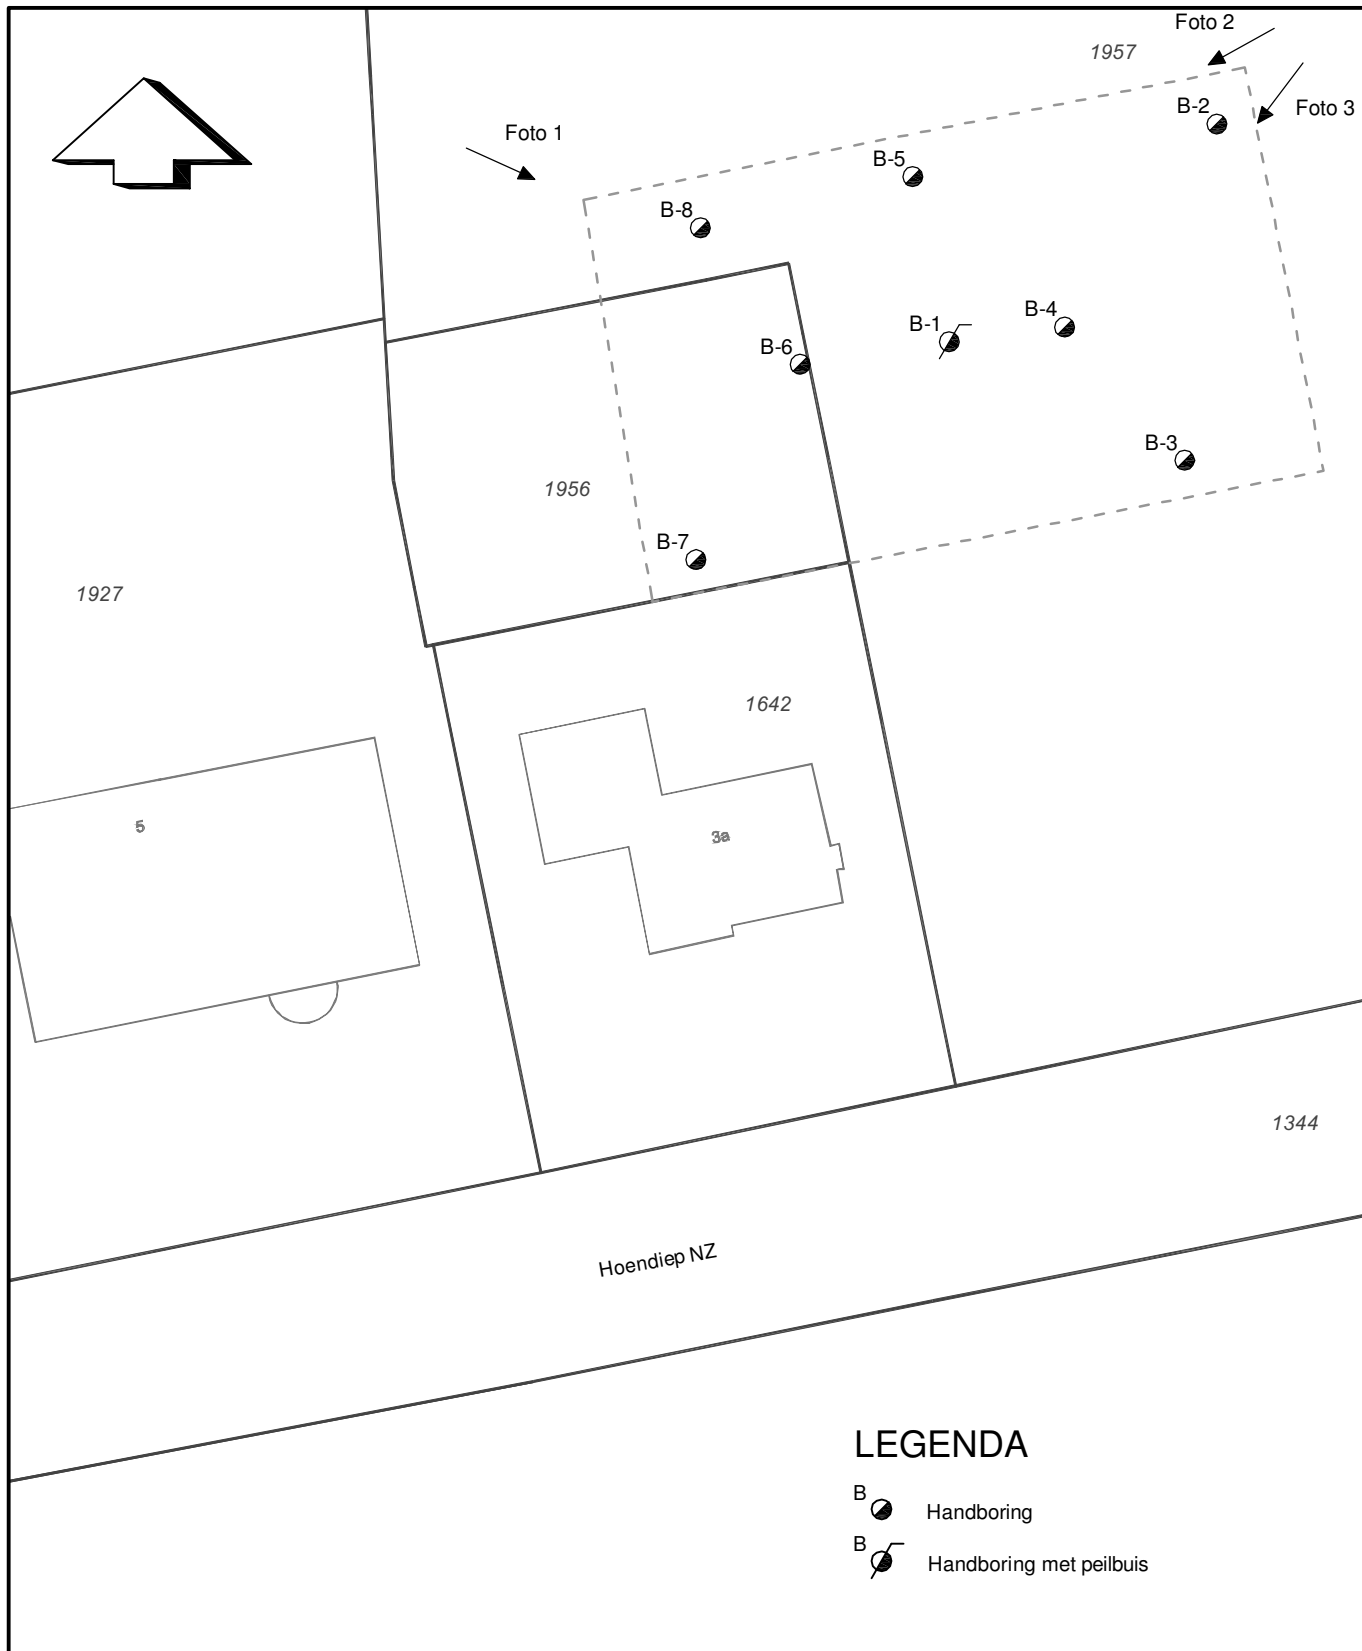 Foto 2
1957
B-2
Foto 3
Foto 1
B-5
B-8
B-1
B-4
B-6
B-3
1956
B-7
1927
1642
5
3a
1344
Hoendiep NZ
LEGENDA
B
Handboring
B
Handboring met peilbuis